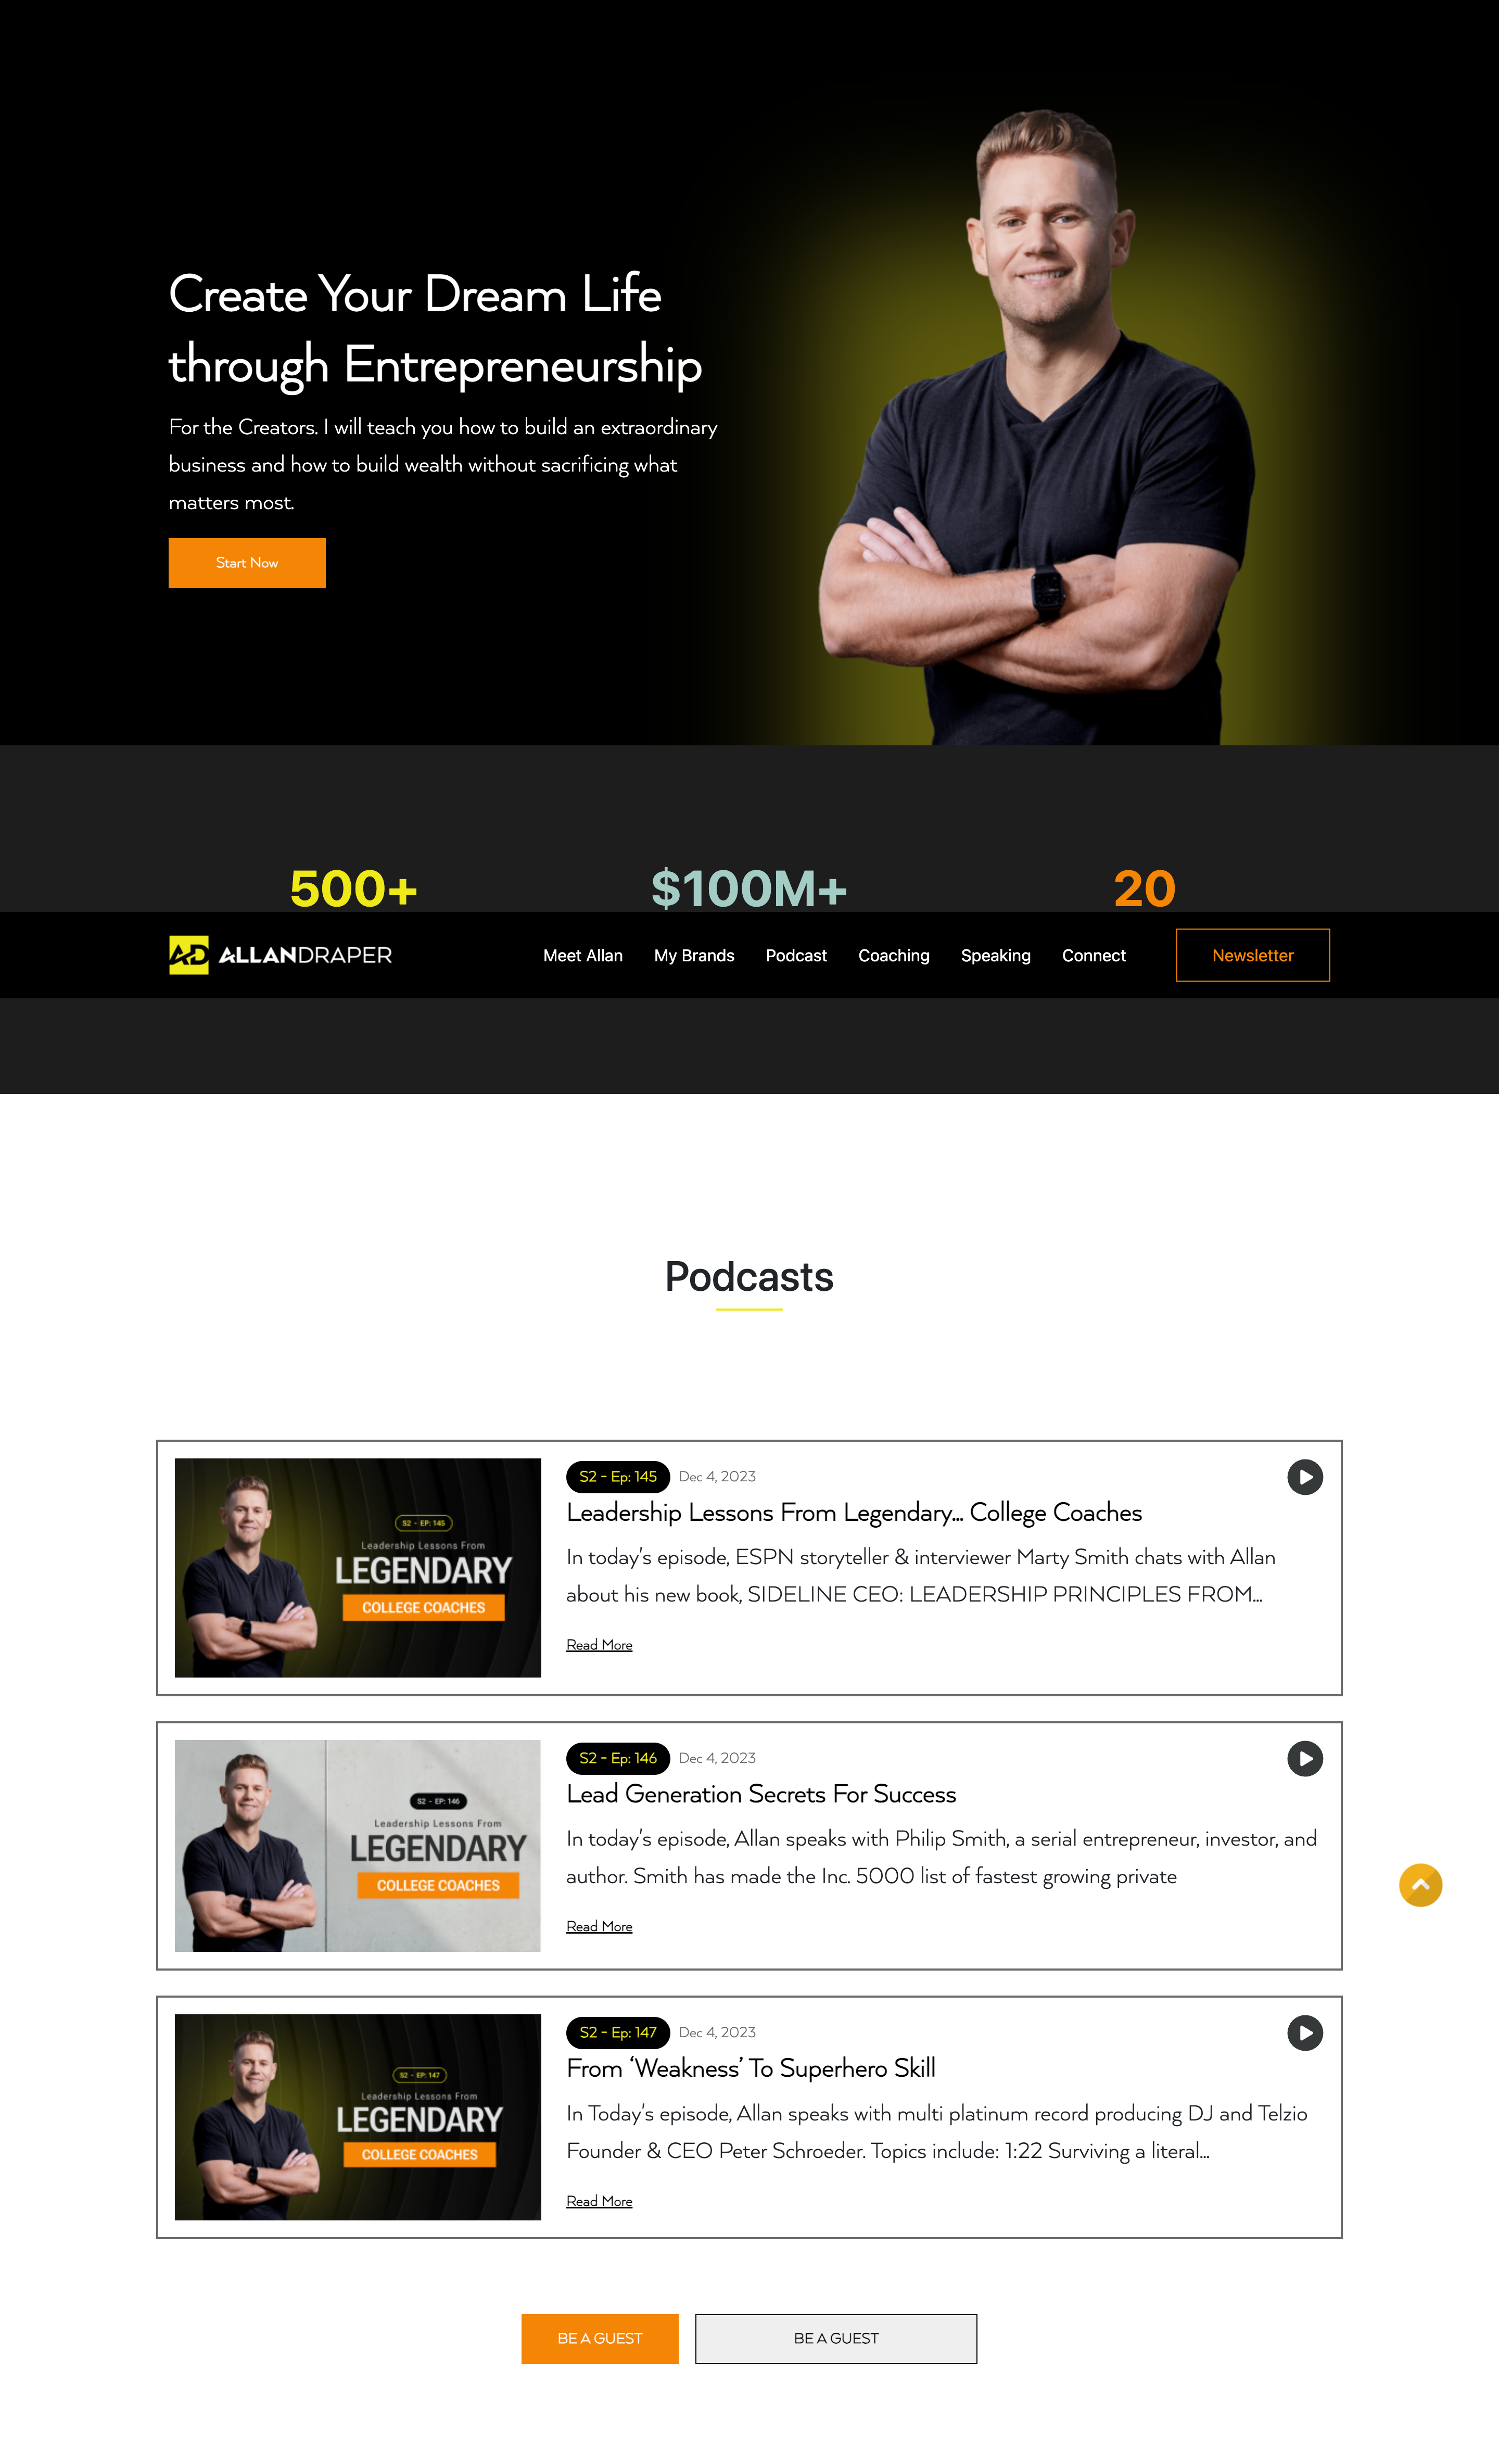 Create Your Dream Life
through Entrepreneurship
For the Creators. I will teach you how to build an extraordinary
business and how to build wealth without sacrificing what
matters most.
Start Now
500+ $100M+ 20
AD ALLANDRAPER Meet Allan My Brands Podcast Coaching Speaking Connect Newsletter
Podcasts
S2 - EP: 145
Leadership Lessons From
LEGENDARY
COLLEGE COACHES
S2 - Ep: 145 Dec 4, 2023
Leadership Lessons From Legendary... College Coaches
In today's episode, ESPN storyteller & interviewer Marty Smith chats with Allan
about his new book, SIDELINE CEO: LEADERSHIP PRINCIPLES FROM...
Read More
S2 - EP: 146
Leadership Lessons From
LEGENDARY
COLLEGE COACHES
S2 - Ep: 146 Dec 4, 2023
Lead Generation Secrets For Success
In today's episode, Allan speaks with Philip Smith, a serial entrepreneur, investor, and
author. Smith has made the Inc. 5000 list of fastest growing private
Read More
S2 - EP: 147
Leadership Lessons From
LEGENDARY
COLLEGE COACHES
S2 - Ep: 147 Dec 4, 2023
From ‘Weakness’ To Superhero Skill
In Today's episode, Allan speaks with multi platinum record producing DJ and Telzio
Founder & CEO Peter Schroeder. Topics include: 1:22 Surviving a literal...
Read More
BE A GUEST BE A GUEST